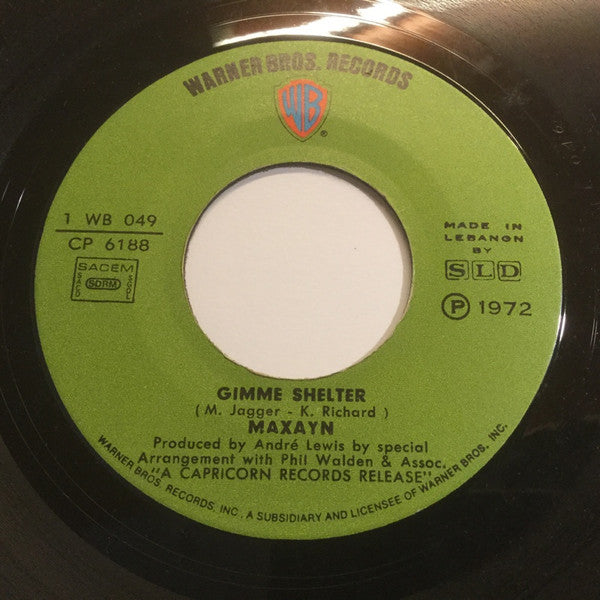 WARNER BROS. RECORDS
WB
®
1 WB 049
CP 6188
SACEM
SACD SDRM SGDL
MADE IN
LEBANON
BY
SLD
Ⓟ 1972
GIMME SHELTER
( M. Jagger - K. Richard )
MAXAYN
Produced by André Lewis by special
Arrangement with Phil Walden & Assoc.
"A CAPRICORN RECORDS RELEASE"
WARNER BROS. RECORDS, INC., A SUBSIDIARY AND LICENSEE OF WARNER BROS. INC.